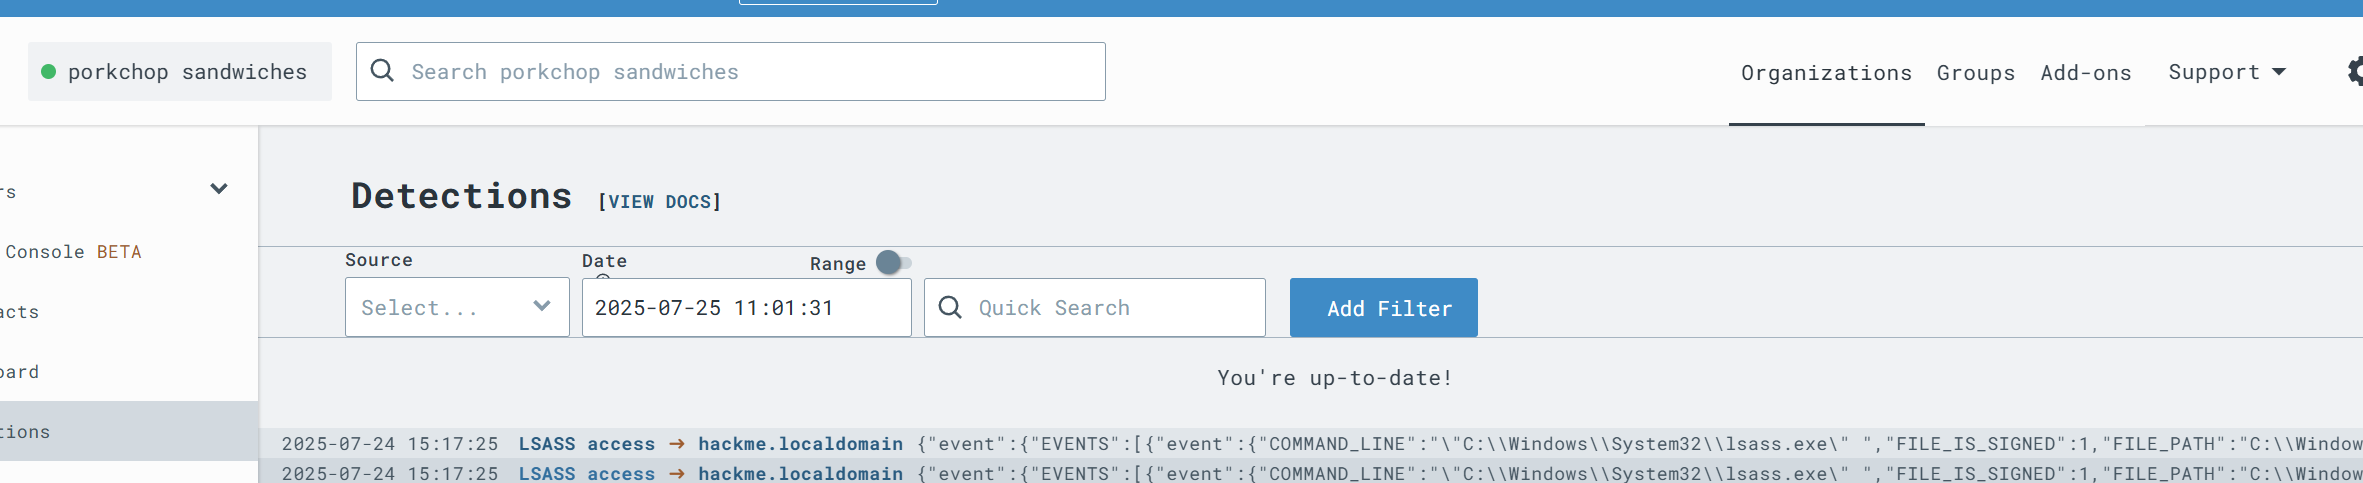 porkchop sandwiches
Search porkchop sandwiches
Organizations Groups Add-ons Support
rs
Console BETA
acts
oard
tions
Detections [VIEW DOCS]
Source Date Range
Select... 2025-07-25 11:01:31 Quick Search Add Filter
You're up-to-date!
2025-07-24 15:17:25 LSASS access → hackme.localdomain {"event":{"EVENTS":[{"event":{"COMMAND_LINE":"\"C:\\Windows\\System32\\lsass.exe\" ","FILE_IS_SIGNED":1,"FILE_PATH":"C:\\Window
2025-07-24 15:17:25 LSASS access → hackme.localdomain {"event":{"EVENTS":[{"event":{"COMMAND_LINE":"\"C:\\Windows\\System32\\lsass.exe\" ","FILE_IS_SIGNED":1,"FILE_PATH":"C:\\Window